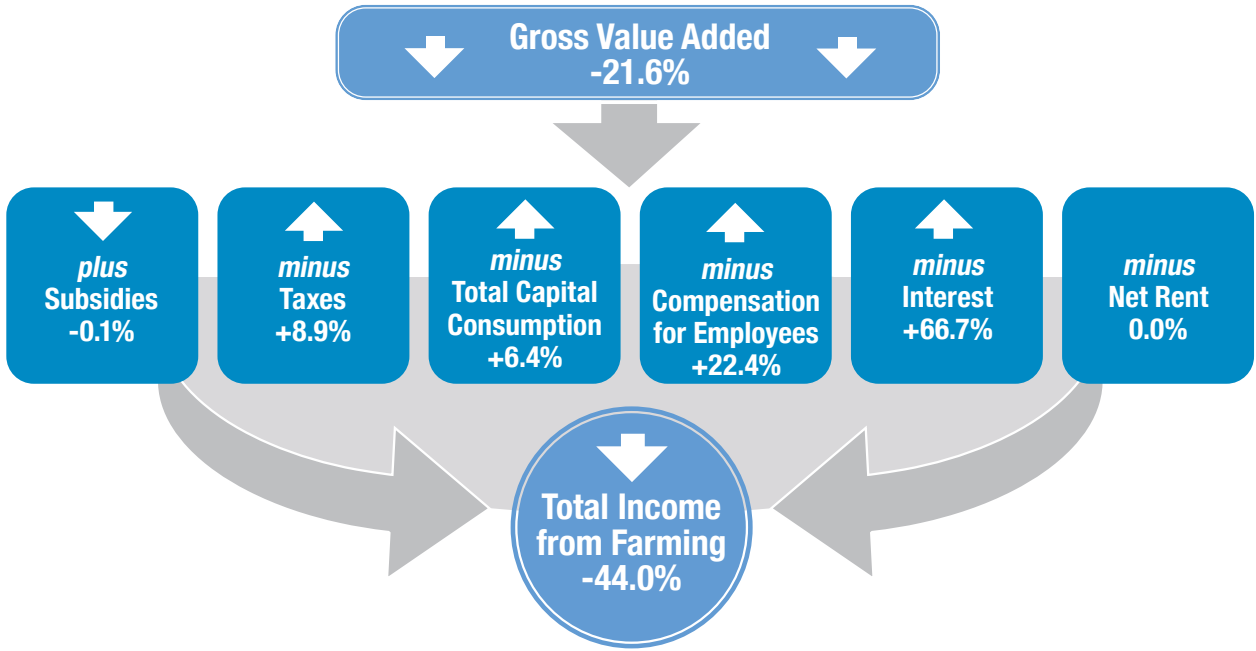 Gross Value Added
-21.6%
plus
Subsidies
-0.1%
minus
Taxes
+8.9%
minus
Total Capital
Consumption
+6.4%
minus
Compensation
for Employees
+22.4%
minus
Interest
+66.7%
minus
Net Rent
0.0%
Total Income
from Farming
-44.0%